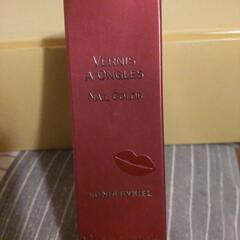 VERNIS
A ONGLES
NAIL COLOR
SONIA RYKIEL